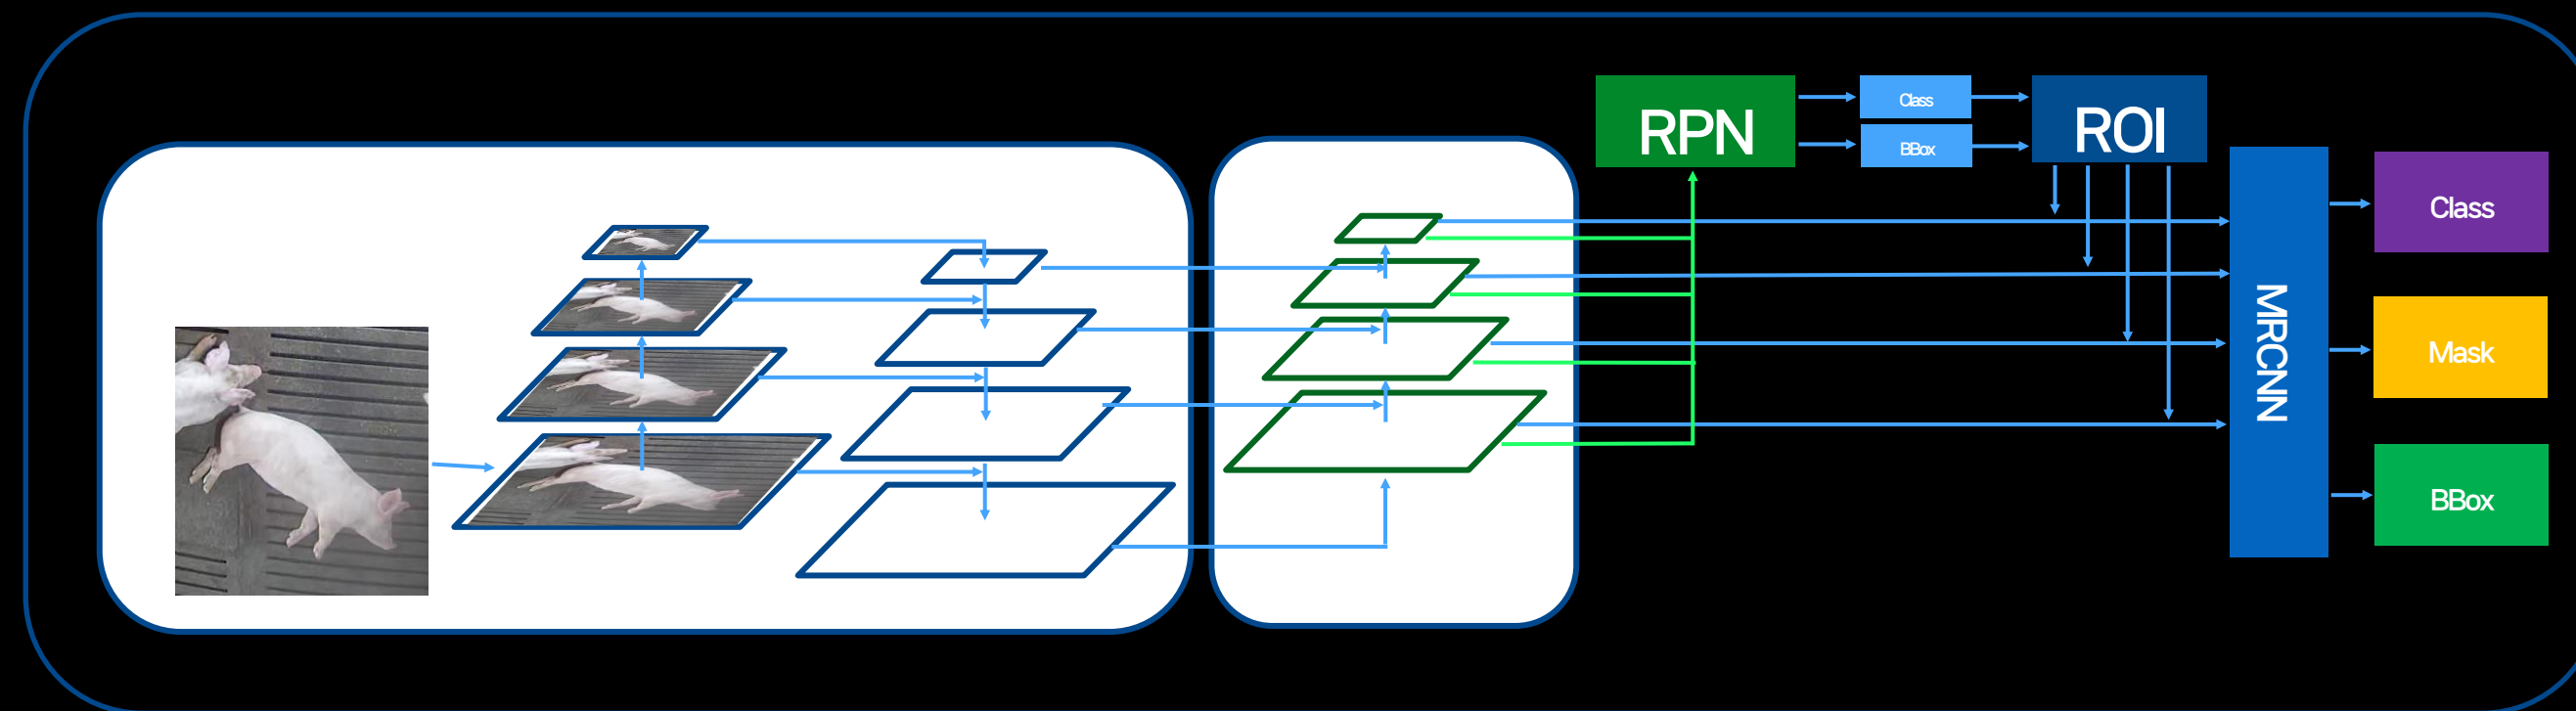 RPN
Class
BBox
ROI
MRCNN
Class
Mask
BBox